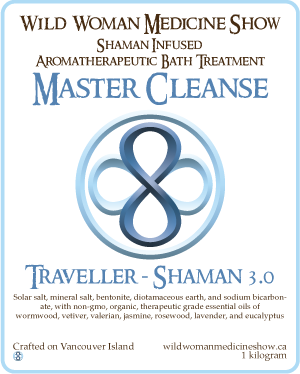 Wild Woman Medicine Show
Shaman Infused
Aromatherapeutic Bath Treatment
Master Cleanse
Traveller - Shaman 3.0
Solar salt, mineral salt, bentonite, diotamaceous earth, and sodium bicarbon-
ate, with non-gmo, organic, therapeutic grade essential oils of
wormwood, vetiver, valerian, jasmine, rosewood, lavender, and eucalyptus
Crafted on Vancouver Island
wildwomanmedicineshow.ca
1 kilogram